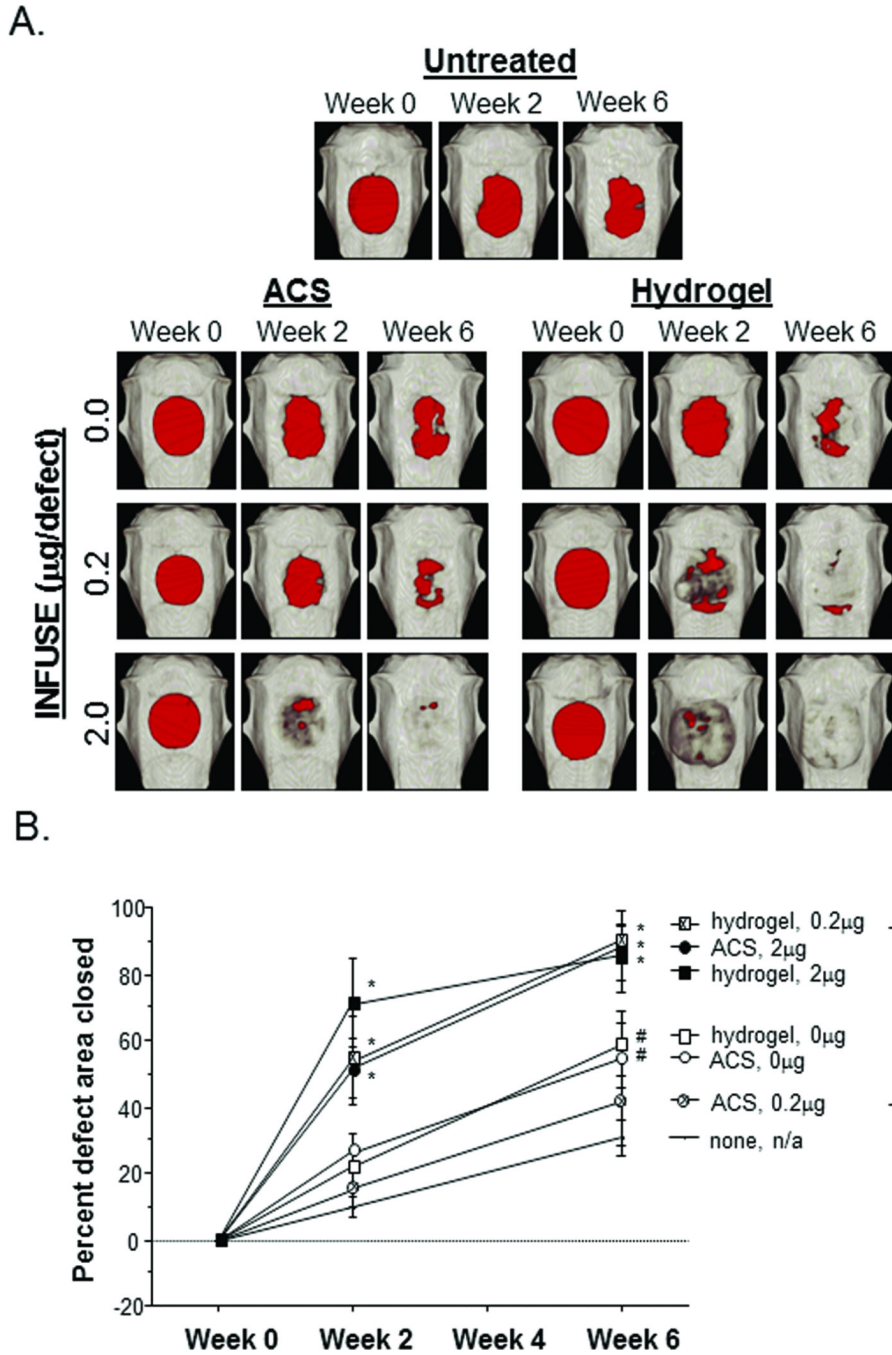 A.
Untreated
Week 0 Week 2 Week 6
ACS Hydrogel
Week 0 Week 2 Week 6 Week 0 Week 2 Week 6
INFUSE (µg/defect)
0.0
0.2
2.0
B.
Percent defect area closed
100
80
60
40
20
0
-20
Week 0 Week 2 Week 4 Week 6
* * *
* * *
# #
hydrogel, 0.2µg
ACS, 2µg
hydrogel, 2µg
hydrogel, 0µg
ACS, 0µg
ACS, 0.2µg
none, n/a